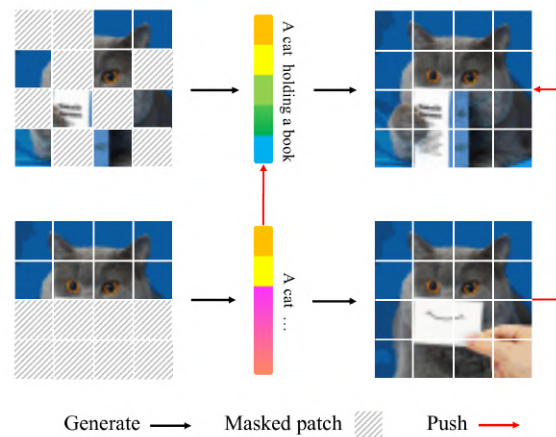 A cat holding a book
A cat ...
Generate
Masked patch
Push